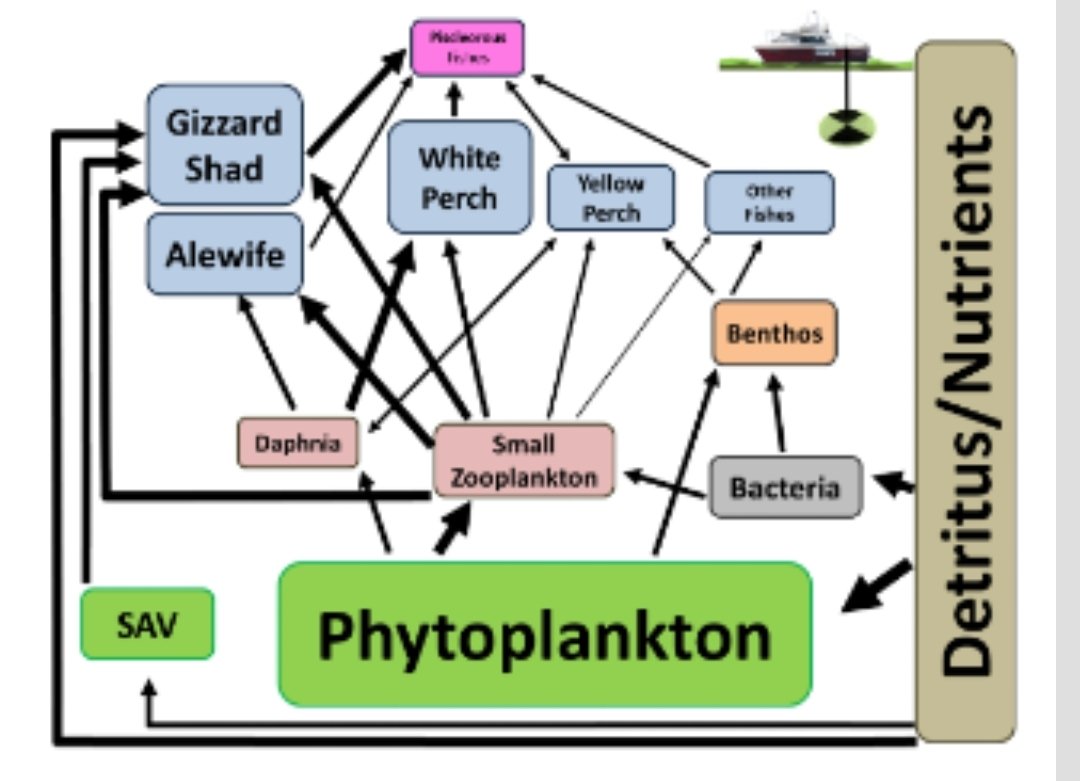 Piscivorous
Fishes
Gizzard
Shad
White
Perch
Yellow
Perch
Other
Fishes
Alewife
Benthos
Daphnia
Small
Zooplankton
Bacteria
Detritus/Nutrients
SAV
Phytoplankton